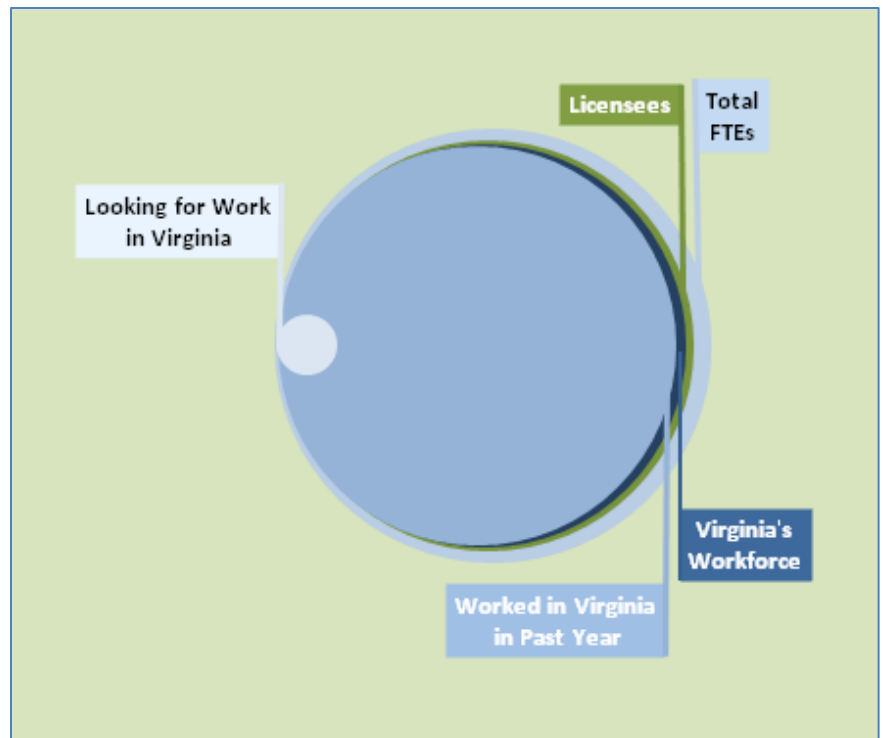 Licensees
Total
FTEs
Looking for Work
in Virginia
Virginia's
Workforce
Worked in Virginia
in Past Year